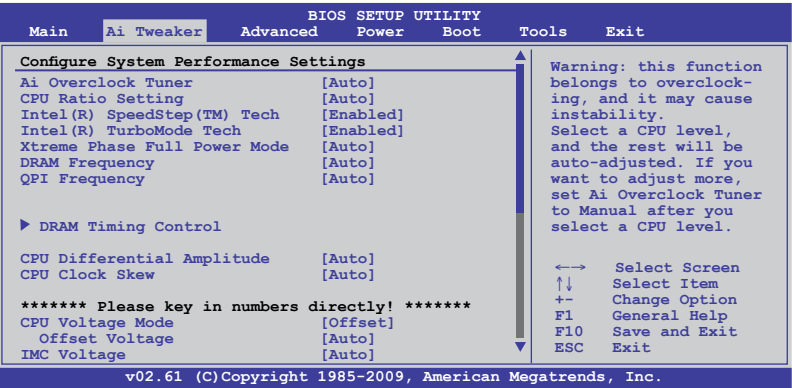 BIOS SETUP UTILITY
Main Ai Tweaker Advanced Power Boot Tools Exit
Configure System Performance Settings
Ai Overclock Tuner [Auto]
CPU Ratio Setting [Auto]
Intel(R) SpeedStep(TM) Tech [Enabled]
Intel(R) TurboMode Tech [Enabled]
Xtreme Phase Full Power Mode [Auto]
DRAM Frequency [Auto]
QPI Frequency [Auto]
DRAM Timing Control
CPU Differential Amplitude [Auto]
CPU Clock Skew [Auto]
******* Please key in numbers directly! *******
CPU Voltage Mode [Offset]
Offset Voltage [Auto]
IMC Voltage [Auto]
Warning: this function
belongs to overclock-
ing, and it may cause
instability.
Select a CPU level,
and the rest will be
auto-adjusted. If you
want to adjust more,
set Ai Overclock Tuner
to Manual after you
select a CPU level.
←→ Select Screen
↑↓ Select Item
+- Change Option
F1 General Help
F10 Save and Exit
ESC Exit
v02.61 (C)Copyright 1985-2009, American Megatrends, Inc.